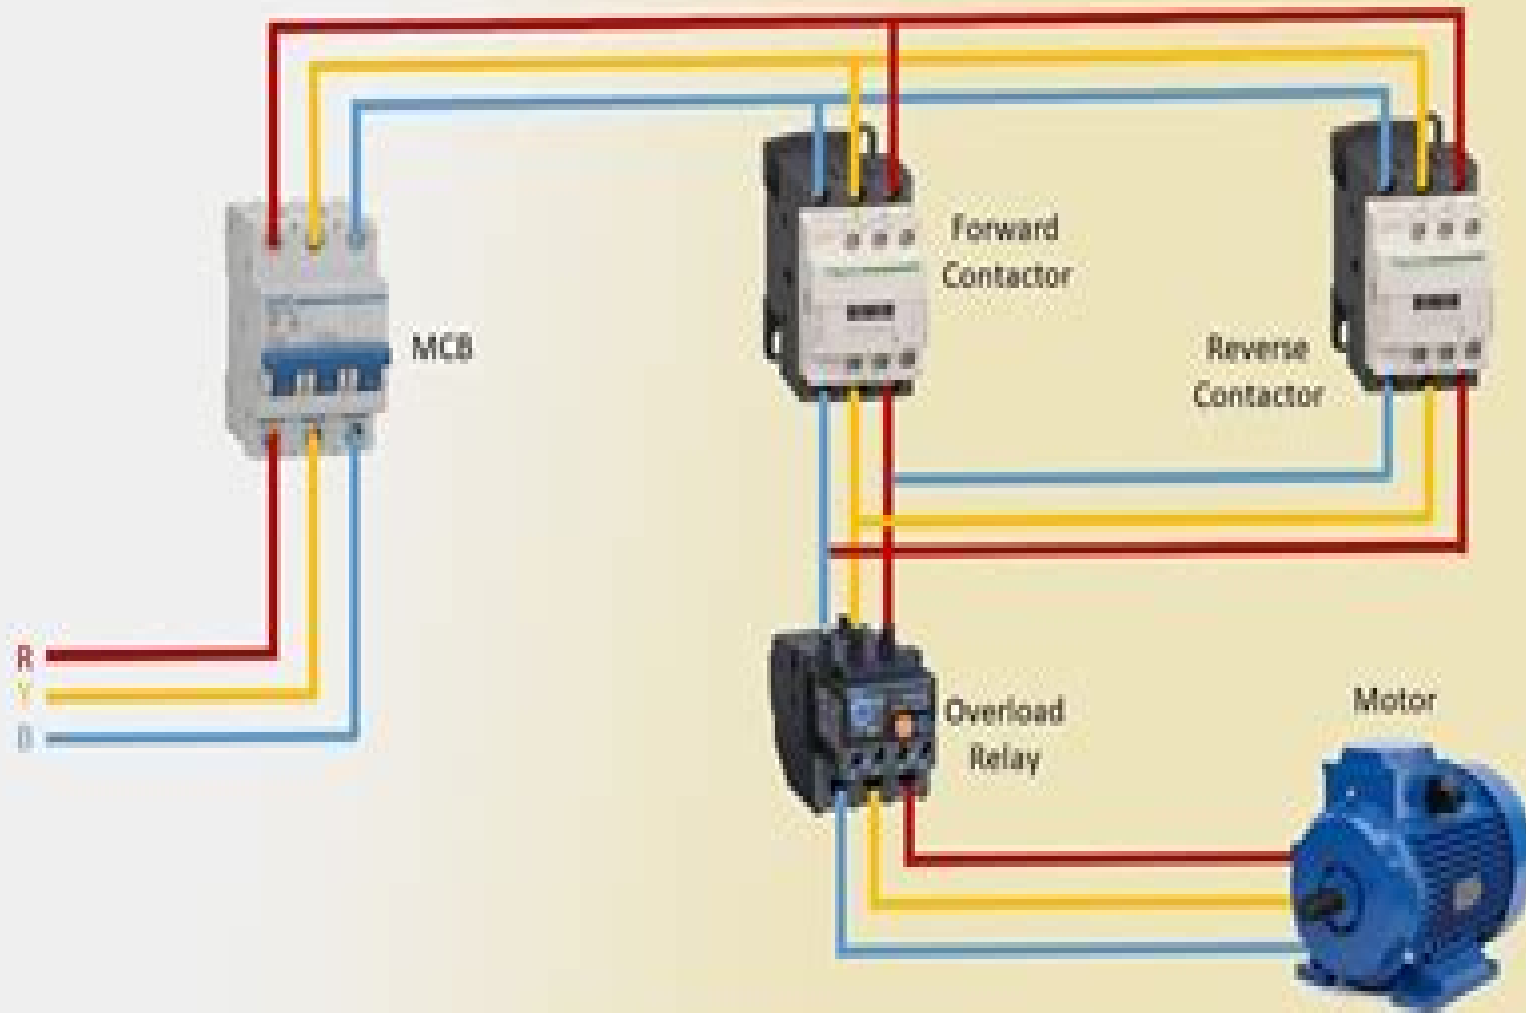 Forward
Contactor
MCB
Reverse
Contactor
R
Y
B
Overload
Relay
Motor